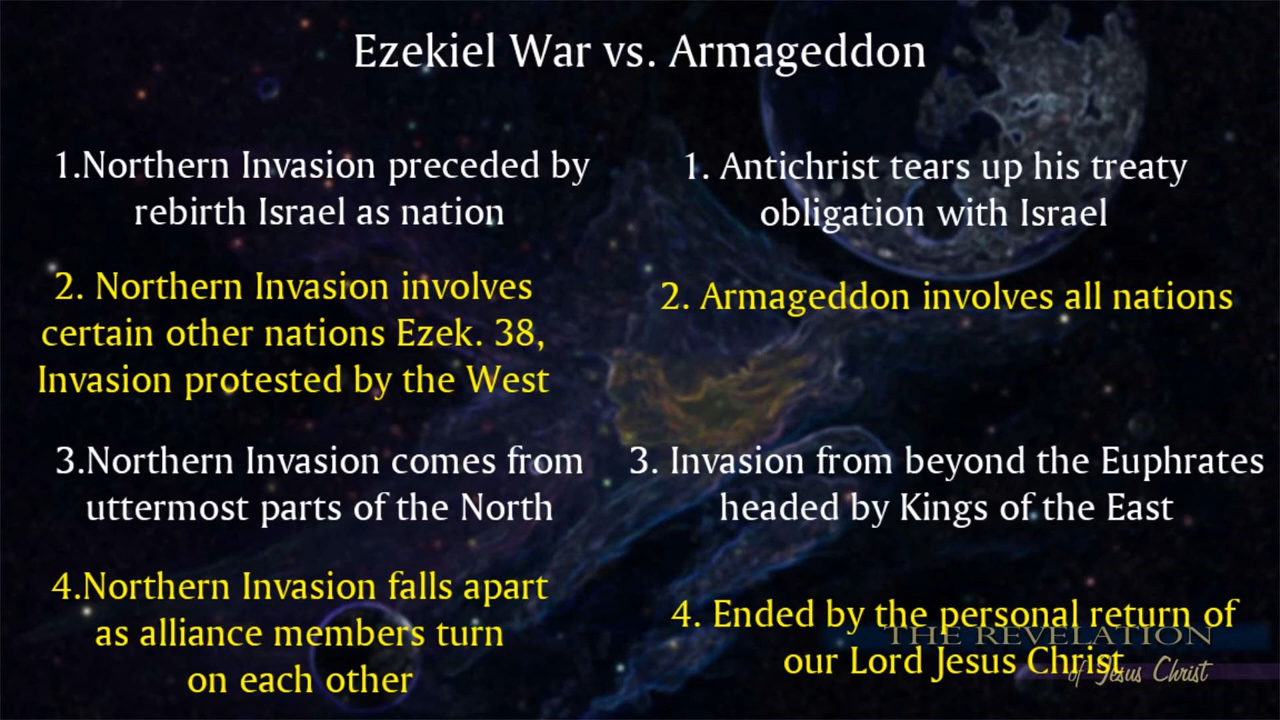 Ezekiel War vs. Armageddon
1.Northern Invasion preceded by
rebirth Israel as nation
2. Northern Invasion involves
certain other nations Ezek. 38,
Invasion protested by the West
3.Northern Invasion comes from
uttermost parts of the North
4.Northern Invasion falls apart
as alliance members turn
on each other
1. Antichrist tears up his treaty
obligation with Israel
2. Armageddon involves all nations
3. Invasion from beyond the Euphrates
headed by Kings of the East
4. Ended by the personal return of
our Lord Jesus Christ
THE REVELATION
of Jesus Christ